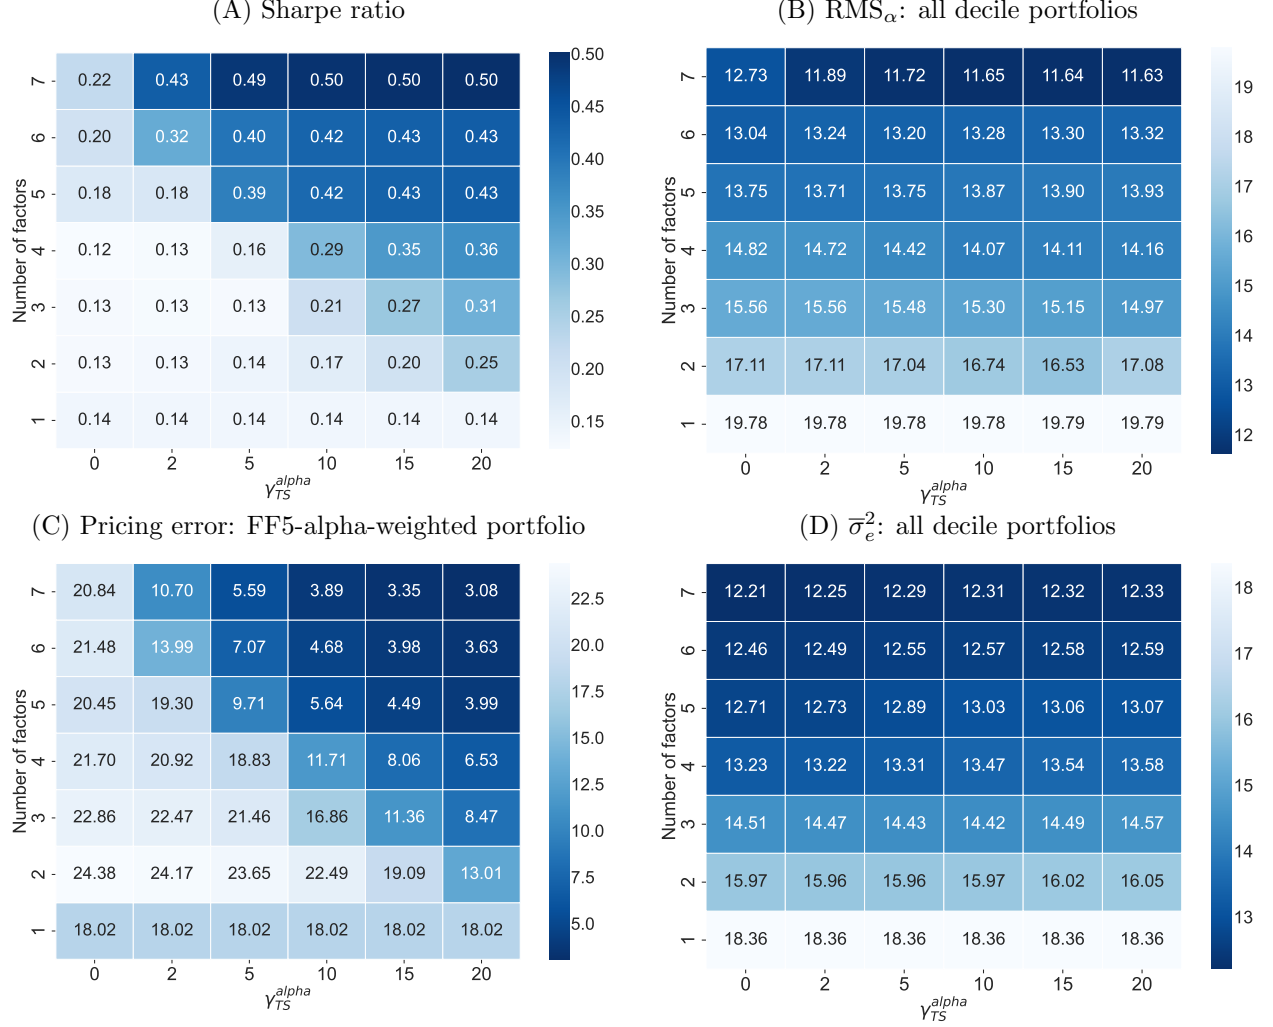 (A) Sharpe ratio
Number of factors
7 0.22 0.43 0.49 0.50 0.50 0.50
6 0.20 0.32 0.40 0.42 0.43 0.43
5 0.18 0.18 0.39 0.42 0.43 0.43
4 0.12 0.13 0.16 0.29 0.35 0.36
3 0.13 0.13 0.13 0.21 0.27 0.31
2 0.13 0.13 0.14 0.17 0.20 0.25
1 0.14 0.14 0.14 0.14 0.14 0.14
0 2 5 10 15 20
γ_{TS}^{alpha}
0.50
0.45
0.40
0.35
0.30
0.25
0.20
0.15
(B) RMS_α: all decile portfolios
Number of factors
7 12.73 11.89 11.72 11.65 11.64 11.63
6 13.04 13.24 13.20 13.28 13.30 13.32
5 13.75 13.71 13.75 13.87 13.90 13.93
4 14.82 14.72 14.42 14.07 14.11 14.16
3 15.56 15.56 15.48 15.30 15.15 14.97
2 17.11 17.11 17.04 16.74 16.53 17.08
1 19.78 19.78 19.78 19.78 19.79 19.79
0 2 5 10 15 20
γ_{TS}^{alpha}
19
18
17
16
15
14
13
12
(C) Pricing error: FF5-alpha-weighted portfolio
Number of factors
7 20.84 10.70 5.59 3.89 3.35 3.08
6 21.48 13.99 7.07 4.68 3.98 3.63
5 20.45 19.30 9.71 5.64 4.49 3.99
4 21.70 20.92 18.83 11.71 8.06 6.53
3 22.86 22.47 21.46 16.86 11.36 8.47
2 24.38 24.17 23.65 22.49 19.09 13.01
1 18.02 18.02 18.02 18.02 18.02 18.02
0 2 5 10 15 20
γ_{TS}^{alpha}
22.5
20.0
17.5
15.0
12.5
10.0
7.5
5.0
(D) σ̅_e^2: all decile portfolios
Number of factors
7 12.21 12.25 12.29 12.31 12.32 12.33
6 12.46 12.49 12.55 12.57 12.58 12.59
5 12.71 12.73 12.89 13.03 13.06 13.07
4 13.23 13.22 13.31 13.47 13.54 13.58
3 14.51 14.47 14.43 14.42 14.49 14.57
2 15.97 15.96 15.96 15.97 16.02 16.05
1 18.36 18.36 18.36 18.36 18.36 18.36
0 2 5 10 15 20
γ_{TS}^{alpha}
18
17
16
15
14
13